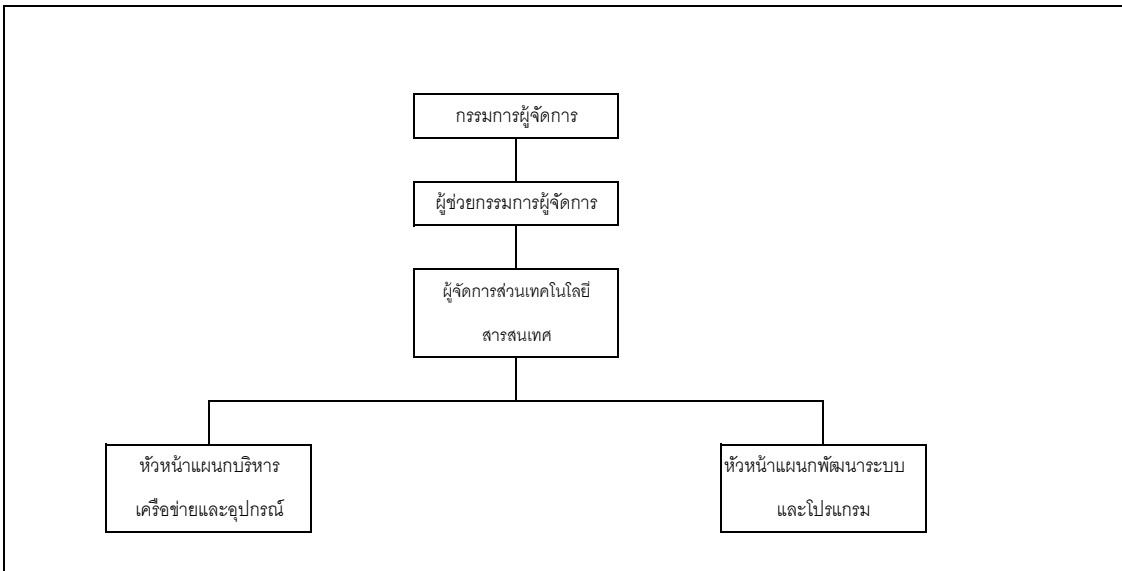 กรรมการผู้จัดการ
ผู้ช่วยกรรมการผู้จัดการ
ผู้จัดการส่วนเทคโนโลยี
สารสนเทศ
หัวหน้าแผนกบริหาร
เครือข่ายและอุปกรณ์
หัวหน้าแผนกพัฒนาระบบ
และโปรแกรม